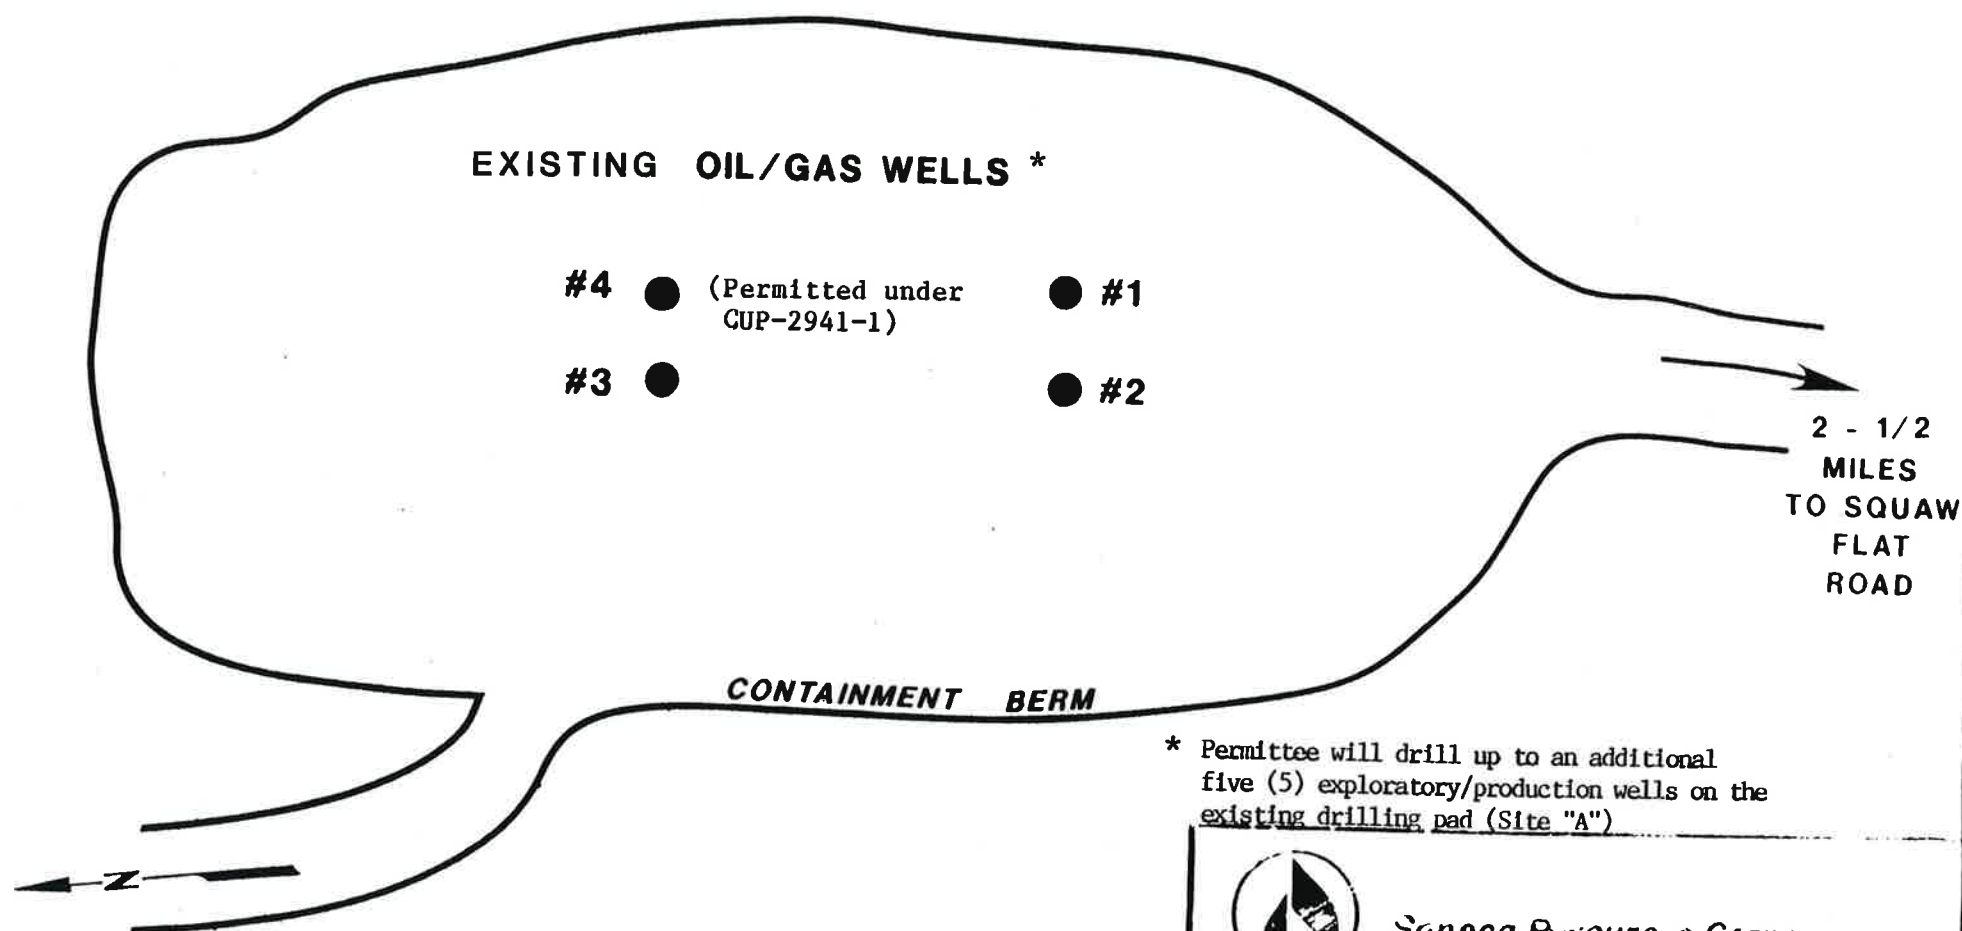 EXISTING OIL/GAS WELLS *
#4 (Permitted under #1
CUP-2941-1)
#3 #2
2 - 1/2
MILES
TO SQUAW
FLAT
ROAD
CONTAINMENT BERM
* Permittee will drill up to an additional
five (5) exploratory/production wells on the
existing drilling pad (Site "A")
N